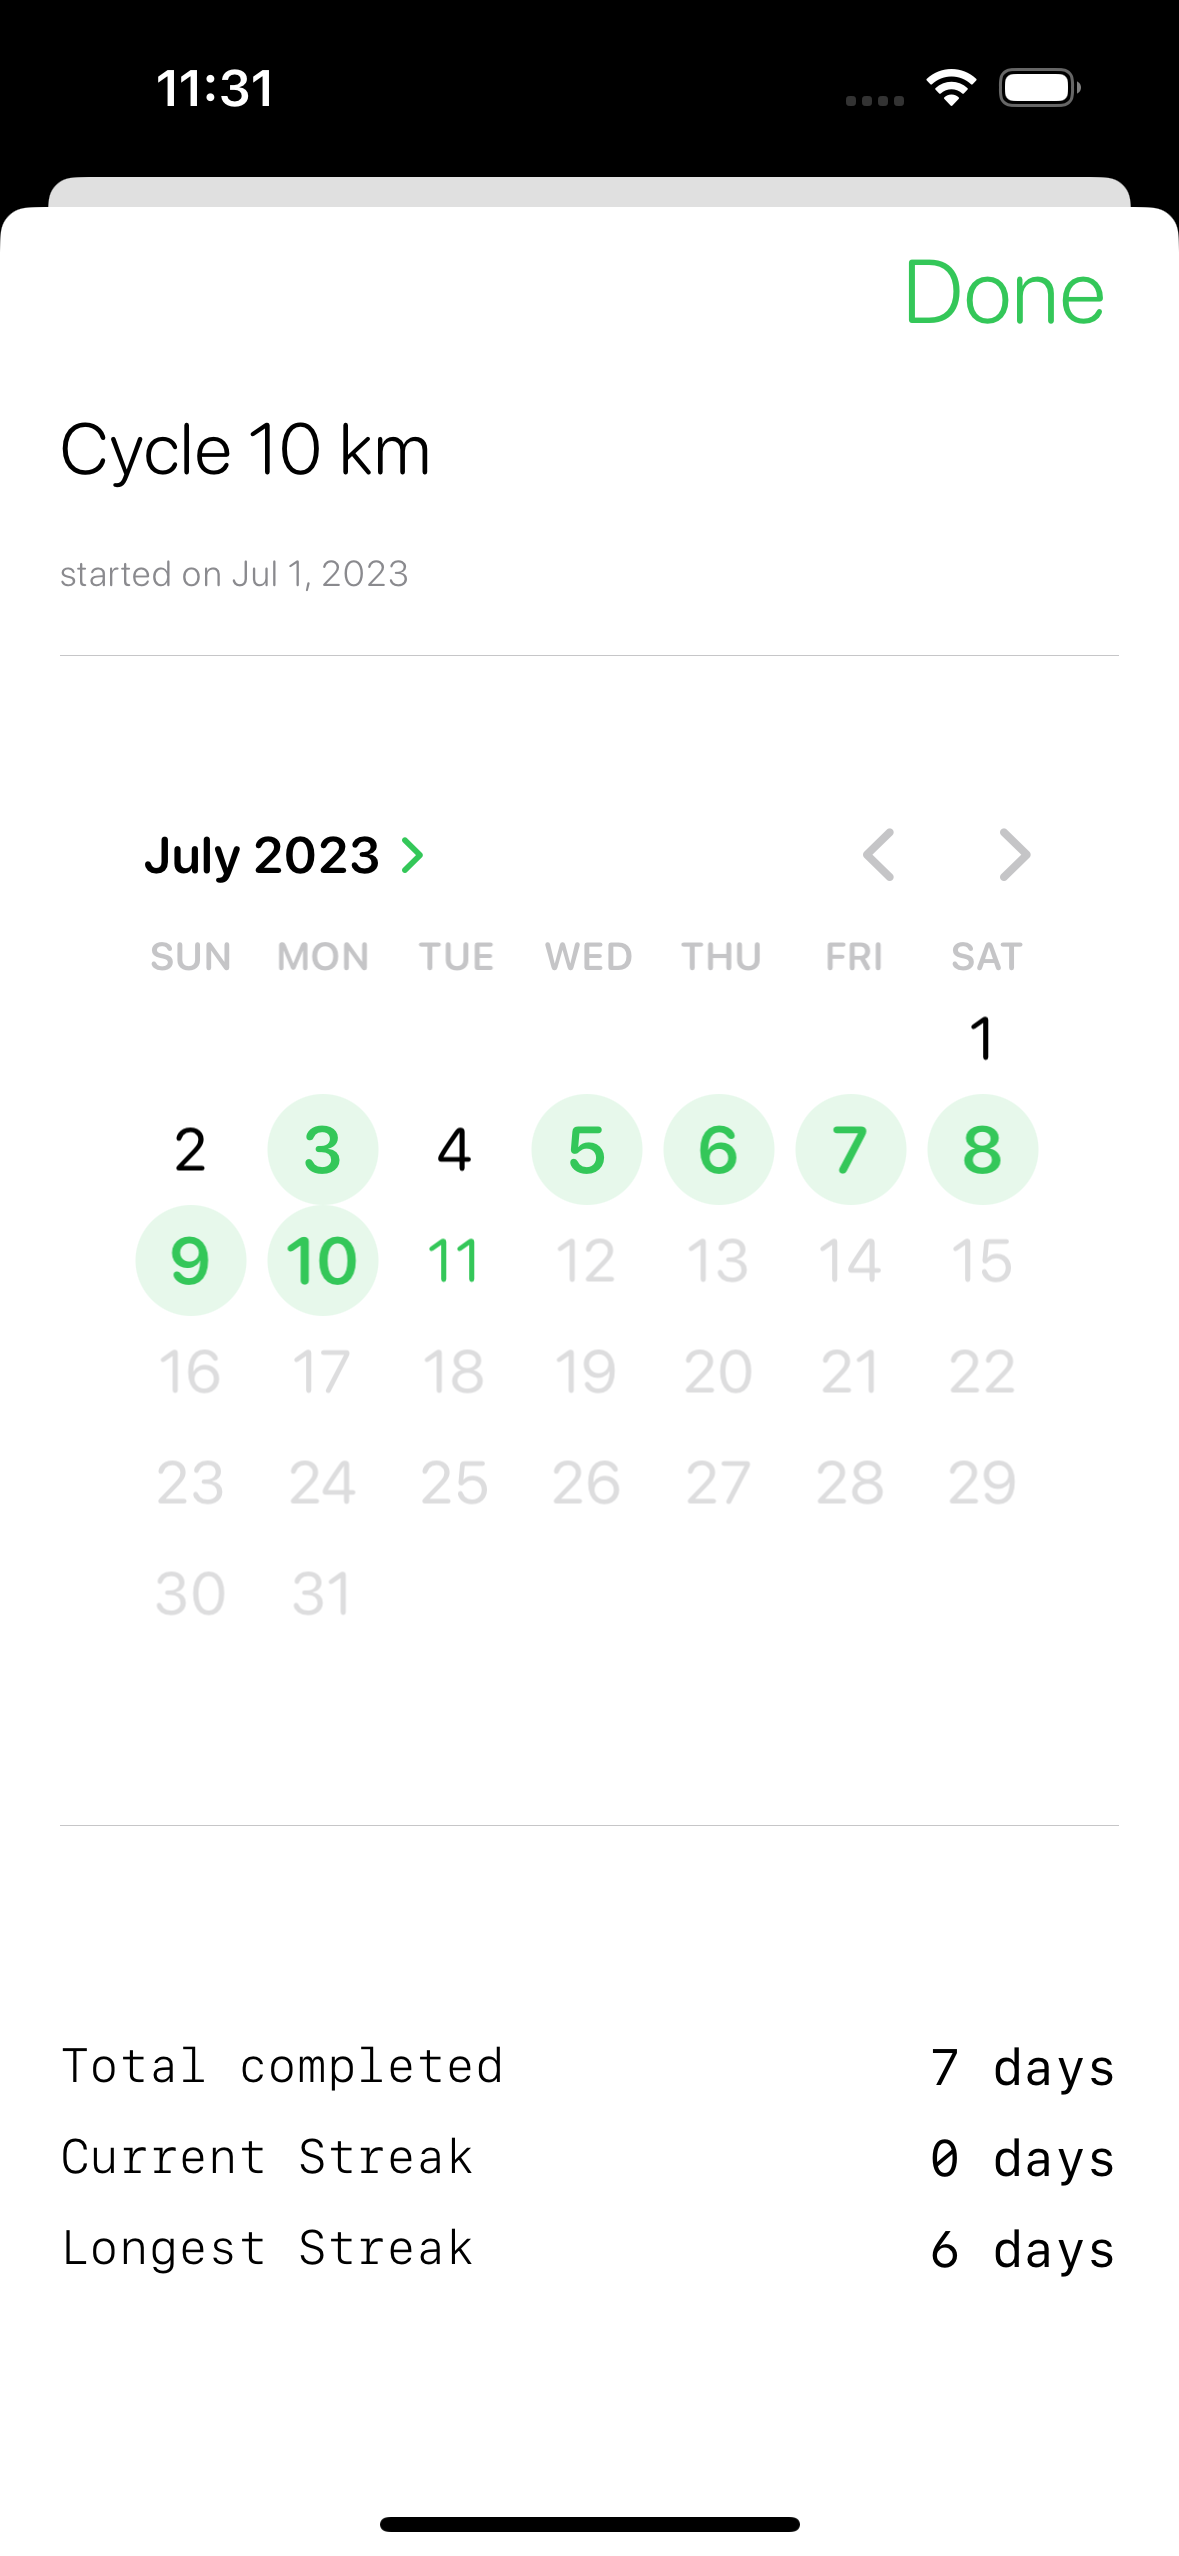 11:31
Done
Cycle 10 km
started on Jul 1, 2023
July 2023
SUN MON TUE WED THU FRI SAT
1
2 3 4 5 6 7 8
9 10 11 12 13 14 15
16 17 18 19 20 21 22
23 24 25 26 27 28 29
30 31
Total completed 7 days
Current Streak 0 days
Longest Streak 6 days